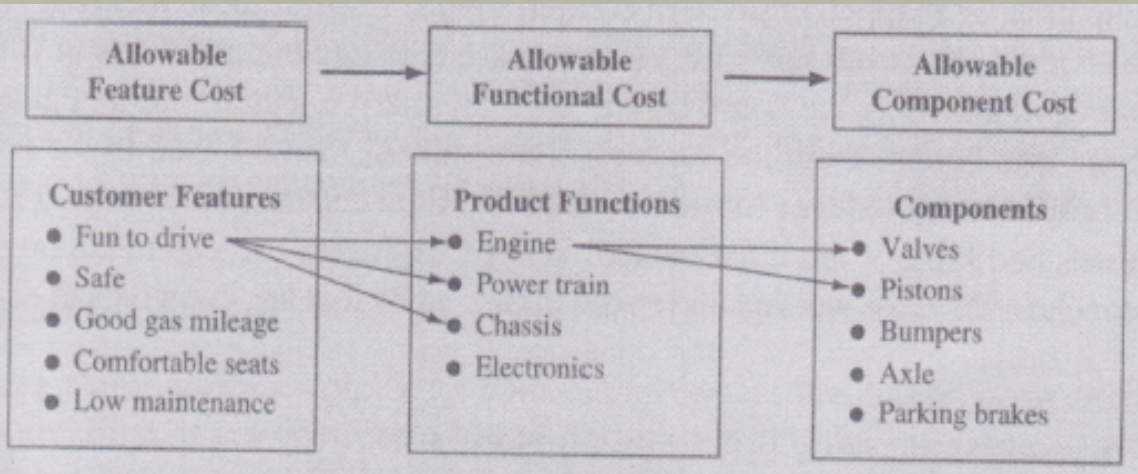 Allowable
Feature Cost
Allowable
Functional Cost
Allowable
Component Cost
Customer Features
• Fun to drive
• Safe
• Good gas mileage
• Comfortable seats
• Low maintenance
Product Functions
• Engine
• Power train
• Chassis
• Electronics
Components
• Valves
• Pistons
• Bumpers
• Axle
• Parking brakes